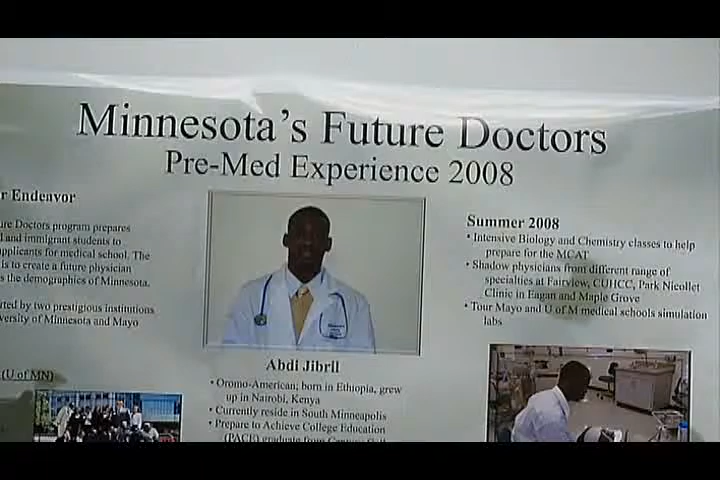 Minnesota's Future Doctors
Pre-Med Experience 2008
r Endeavor
ure Doctors program prepares
l and immigrant students to
applicants for medical school. The
is to create a future physician
s the demographics of Minnesota.
ted by two prestigious institutions
versity of Minnesota and Mayo
(U of MN)
Abdi Jibril
• Oromo-American; born in Ethiopia, grew
up in Nairobi, Kenya
• Currently reside in South Minneapolis
• Prepare to Achieve College Education
(PACE) graduate from
Summer 2008
• Intensive Biology and Chemistry classes to help
prepare for the MCAT
• Shadow physicians from different range of
specialties at Fairview, CUHCC, Park Nicollet
Clinic in Eagan and Maple Grove
• Tour Mayo and U of M medical schools simulation
labs